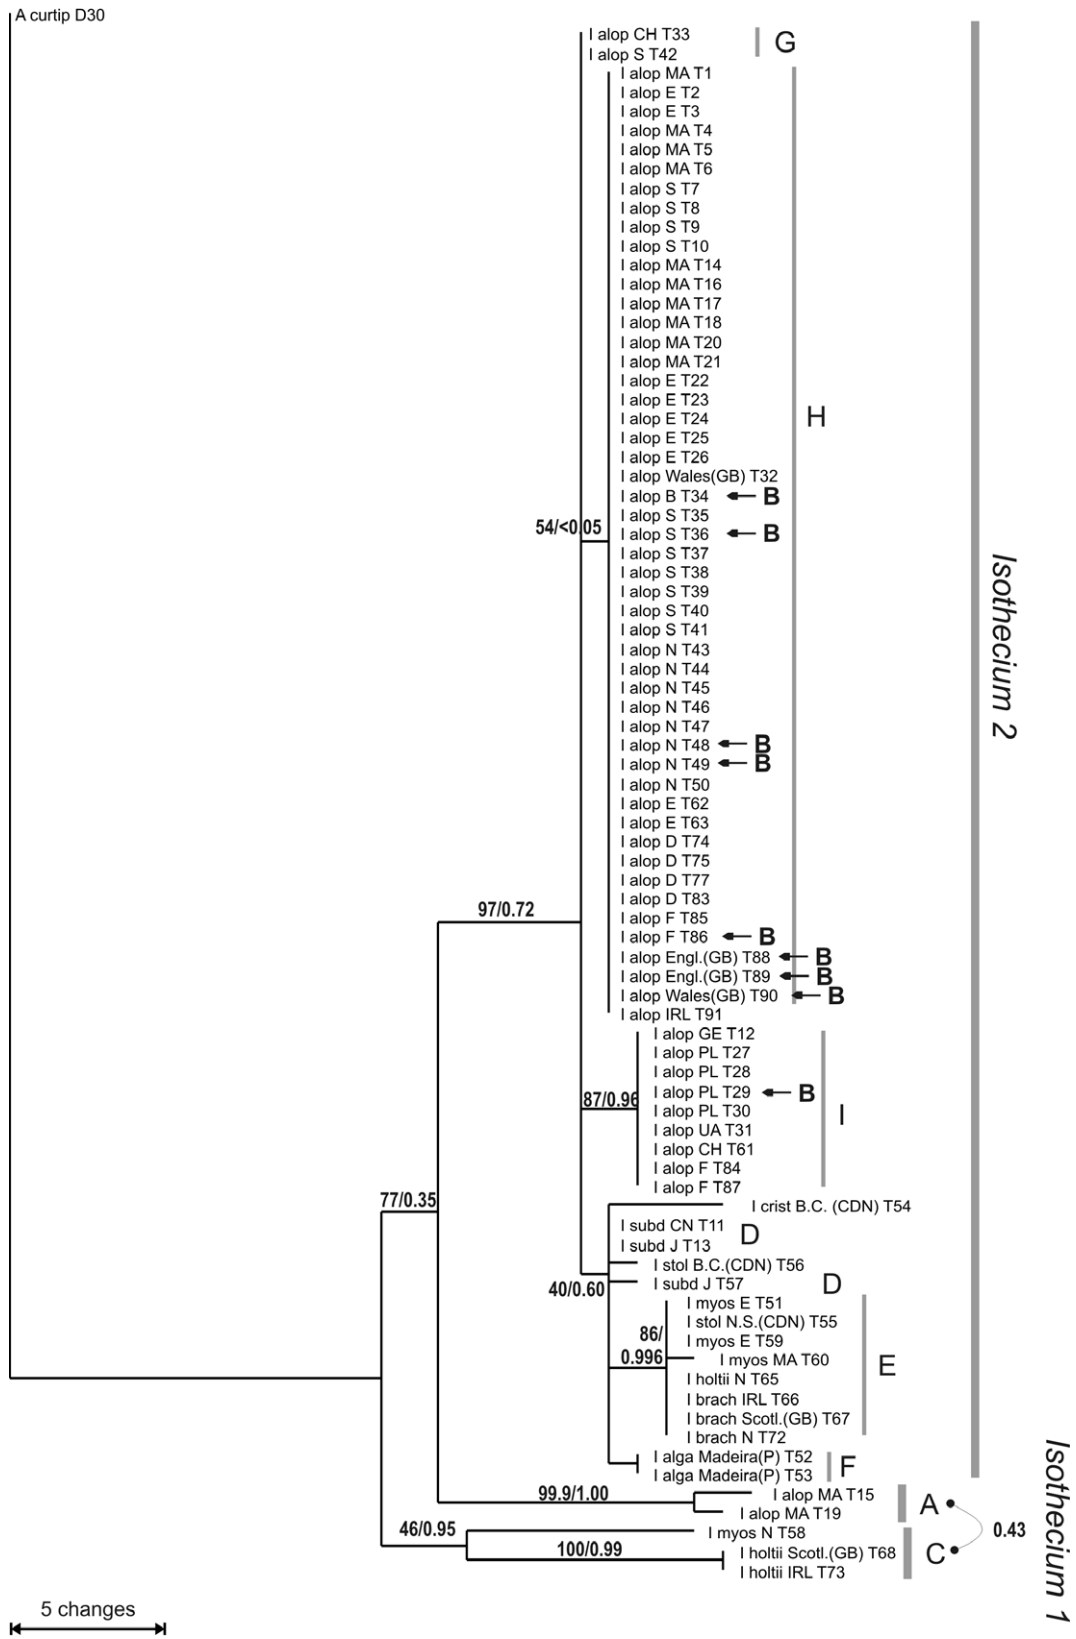 A curtip D30
I alop CH T33
G
I alop S T42
I alop MA T1
I alop E T2
I alop E T3
I alop MA T4
I alop MA T5
I alop MA T6
I alop S T7
I alop S T8
I alop S T9
I alop S T10
I alop MA T14
I alop MA T16
I alop MA T17
I alop MA T18
I alop MA T20
I alop MA T21
I alop E T22
I alop E T23
I alop E T24
H
I alop E T25
I alop E T26
I alop Wales(GB) T32
I alop B T34 B
I alop S T35
54/<0.05
I alop S T36 B
I alop S T37
I alop S T38
I alop S T39
I alop S T40
I alop S T41
I alop N T43
Isothecium 2
I alop N T44
I alop N T45
I alop N T46
I alop N T47
I alop N T48 B
I alop N T49 B
I alop N T50
I alop E T62
I alop E T63
I alop D T74
I alop D T75
I alop D T77
I alop D T83
97/0.72
I alop F T85
I alop F T86 B
I alop Engl.(GB) T88 B
I alop Engl.(GB) T89 B
I alop Wales(GB) T90 B
I alop IRL T91
I alop GE T12
I alop PL T27
I alop PL T28
I alop PL T29 B
87/0.96
I alop PL T30
I
I alop UA T31
I alop CH T61
I alop F T84
I alop F T87
77/0.35
I crist B.C. (CDN) T54
I subd CN T11
D
I subd J T13
I stol B.C.(CDN) T56
40/0.60
I subd J T57 D
I myos E T51
I stol N.S.(CDN) T55
86/
0.996
I myos E T59
I myos MA T60
E
I holtii N T65
I brach IRL T66
I brach Scotl.(GB) T67
I brach N T72
I alga Madeira(P) T52
F
I alga Madeira(P) T53
99.9/1.00
I alop MA T15
A
I alop MA T19
46/0.95
I myos N T58
0.43
100/0.99
I holtii Scotl.(GB) T68
C
I holtii IRL T73
Isothecium 1
5 changes